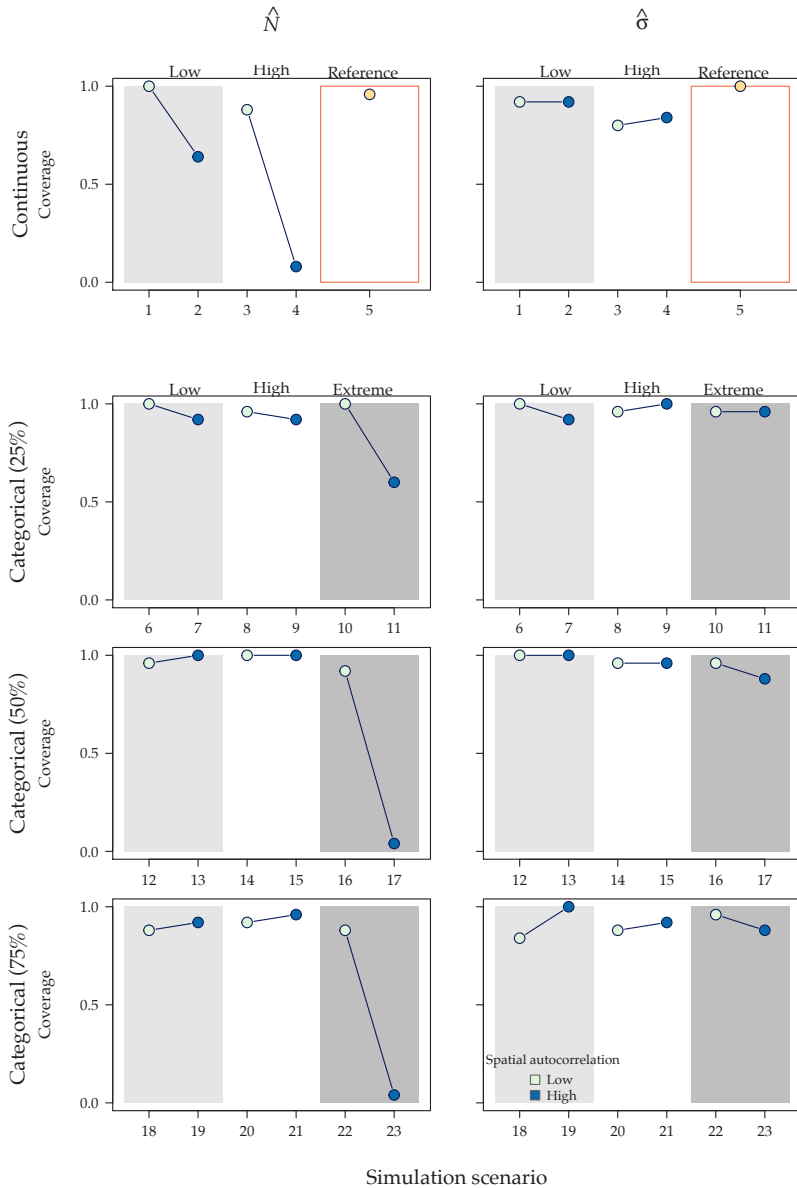 N̂ σ̂
Low High Reference Low High Reference
Continuous
Coverage
1.0
0.5
0.0
1 2 3 4 5 1 2 3 4 5
Low High Extreme Low High Extreme
Categorical (25%)
Coverage
1.0
0.5
0.0
6 7 8 9 10 11 6 7 8 9 10 11
Categorical (50%)
Coverage
1.0
0.5
0.0
12 13 14 15 16 17 12 13 14 15 16 17
Categorical (75%)
Coverage
1.0
0.5
0.0
Spatial autocorrelation
Low
High
18 19 20 21 22 23 18 19 20 21 22 23
Simulation scenario